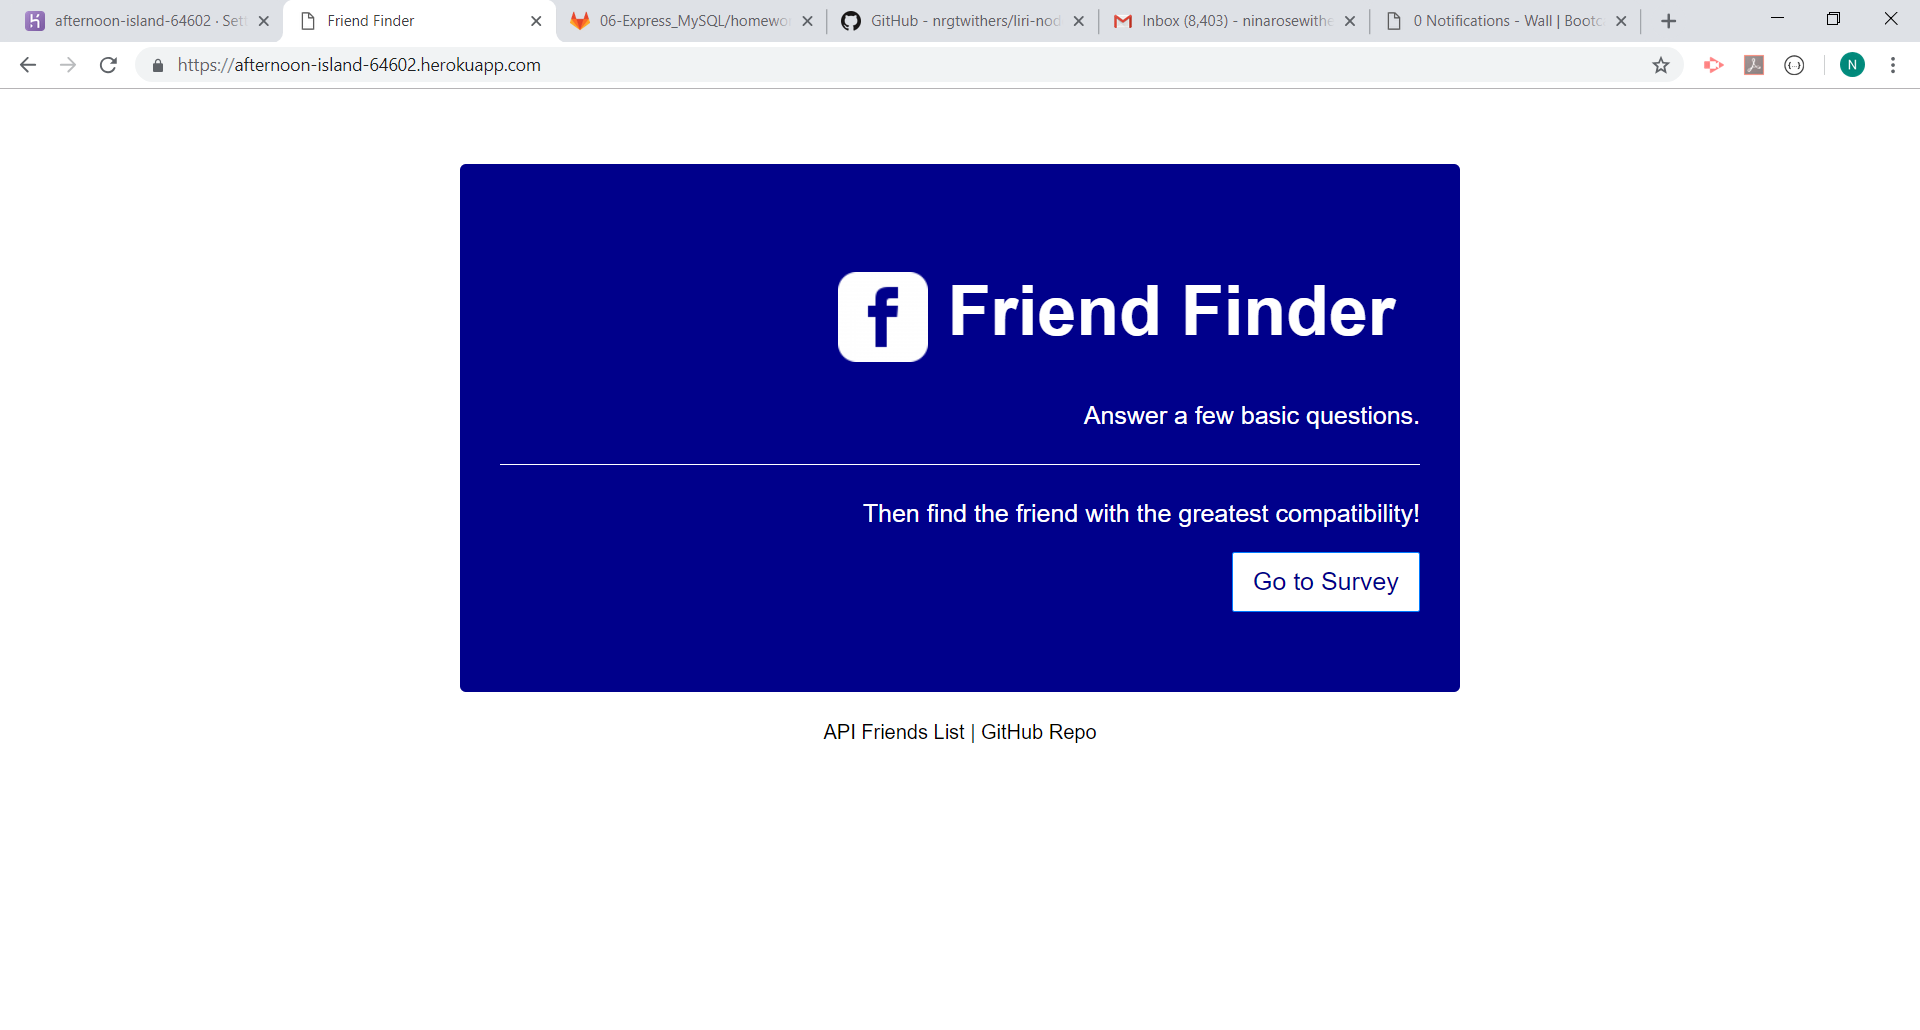 afternoon-island-64602 · Set
Friend Finder
06-Express_MySQL/homewo
GitHub - nrgtwithers/liri-nod
Inbox (8,403) - ninarosewithe
0 Notifications - Wall | Bootc
https://afternoon-island-64602.herokuapp.com
N
f Friend Finder
Answer a few basic questions.
Then find the friend with the greatest compatibility!
Go to Survey
API Friends List | GitHub Repo